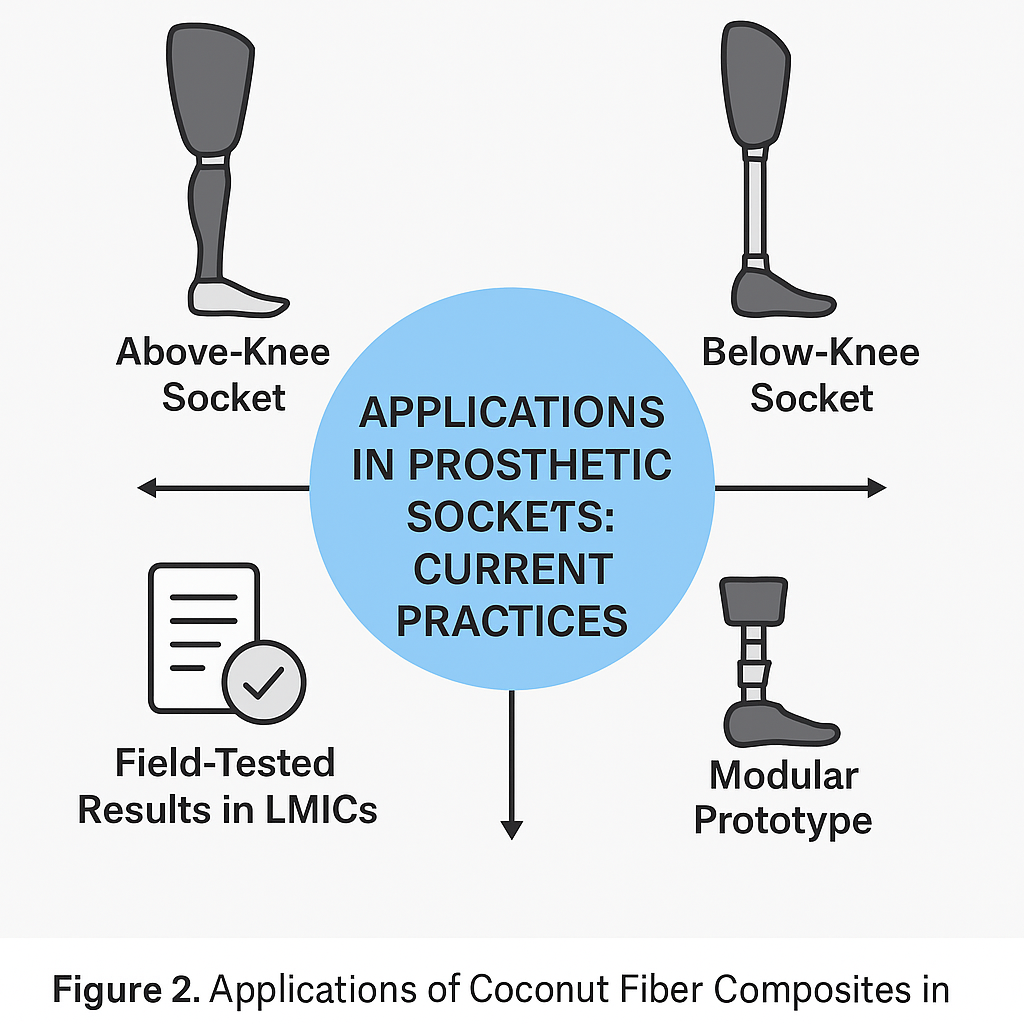 Above-Knee
Socket
Below-Knee
Socket
APPLICATIONS
IN PROSTHETIC
SOCKETS:
CURRENT
PRACTICES
Field-Tested
Results in LMICs
Modular
Prototype
Figure 2. Applications of Coconut Fiber Composites in